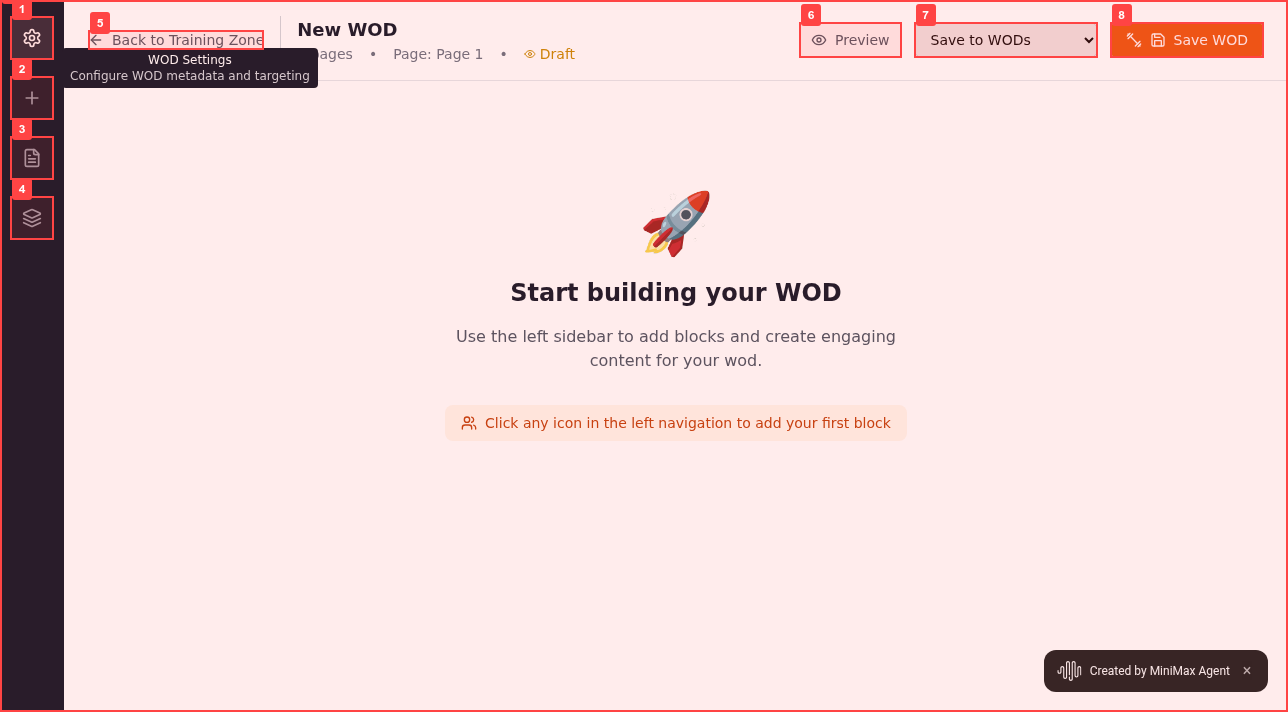 1
5
Back to Training Zone
New WOD
6
Preview
7
Save to WODs
8
Save WOD
pages • Page: Page 1 • Draft
WOD Settings
Configure WOD metadata and targeting
2
3
4
Start building your WOD
Use the left sidebar to add blocks and create engaging
content for your wod.
Click any icon in the left navigation to add your first block
Created by MiniMax Agent ×